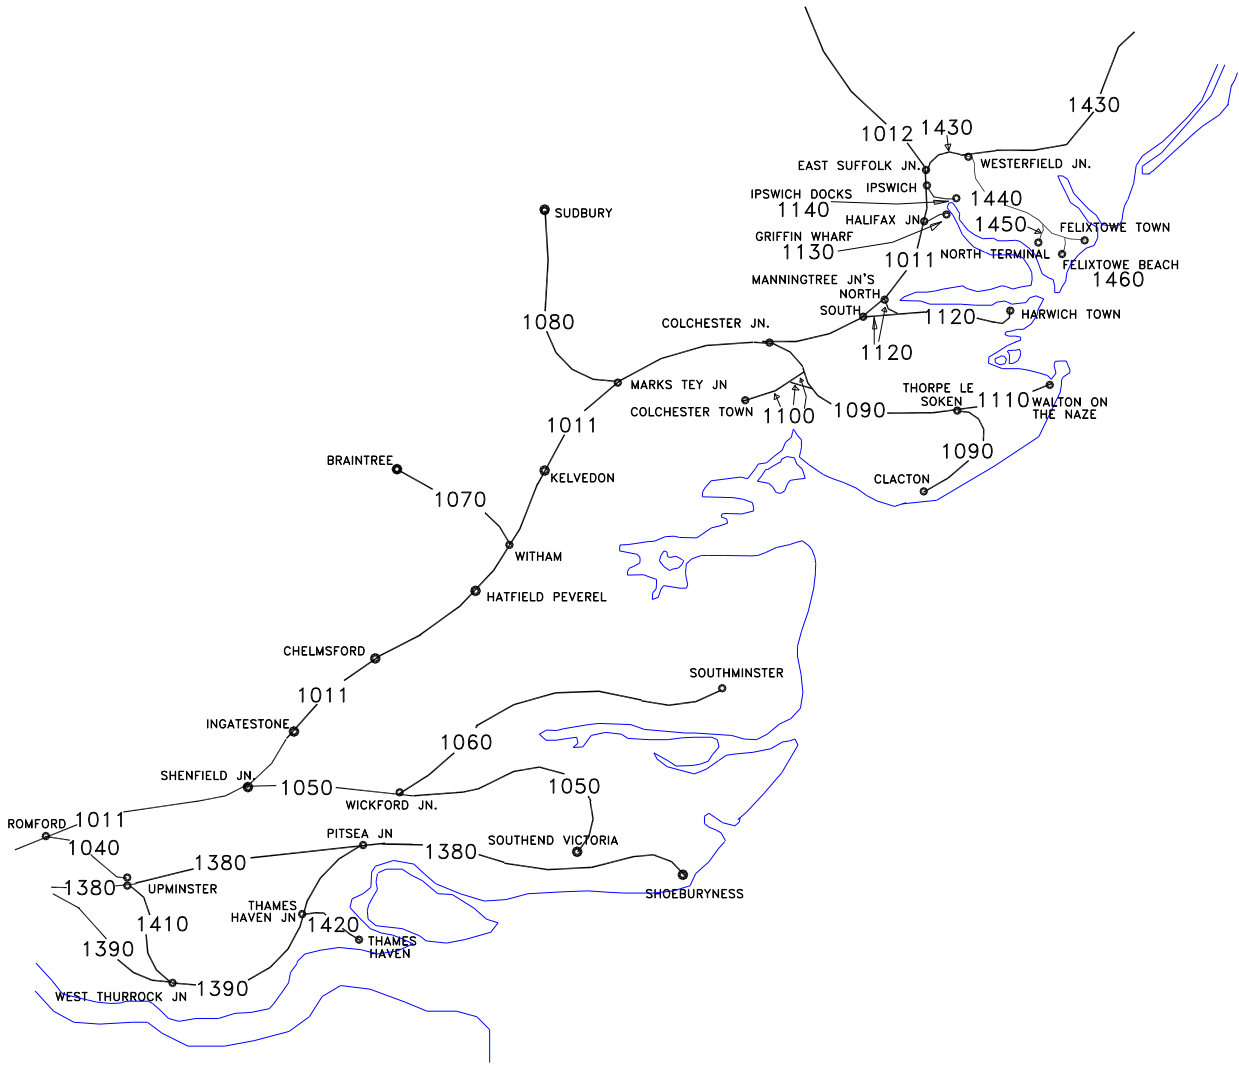 1430
1012
1430
EAST SUFFOLK JN.
WESTERFIELD JN.
IPSWICH
IPSWICH DOCKS
1140
1440
HALIFAX JN
1450
FELIXTOWE TOWN
GRIFFIN WHARF
1130
1011
NORTH TERMINAL
FELIXTOWE BEACH
1460
MANNINGTREE JN'S
NORTH
SOUTH
1120
HARWICH TOWN
SUDBURY
1080
COLCHESTER JN.
1120
MARKS TEY JN
COLCHESTER TOWN
1100
1090
THORPE LE
SOKEN
1110
WALTON ON
THE NAZE
1011
1090
BRAINTREE
KELVEDON
CLACTON
1070
WITHAM
HATFIELD PEVEREL
CHELMSFORD
SOUTHMINSTER
1011
INGATESTONE
1060
SHENFIELD JN.
1050
1050
WICKFORD JN.
1011
ROMFORD
PITSEA JN
SOUTHEND VICTORIA
1040
1380
1380
1380
UPMINSTER
SHOEBURYNESS
THAMES
HAVEN JN
1410
1420
THAMES
HAVEN
1390
1390
WEST THURROCK JN